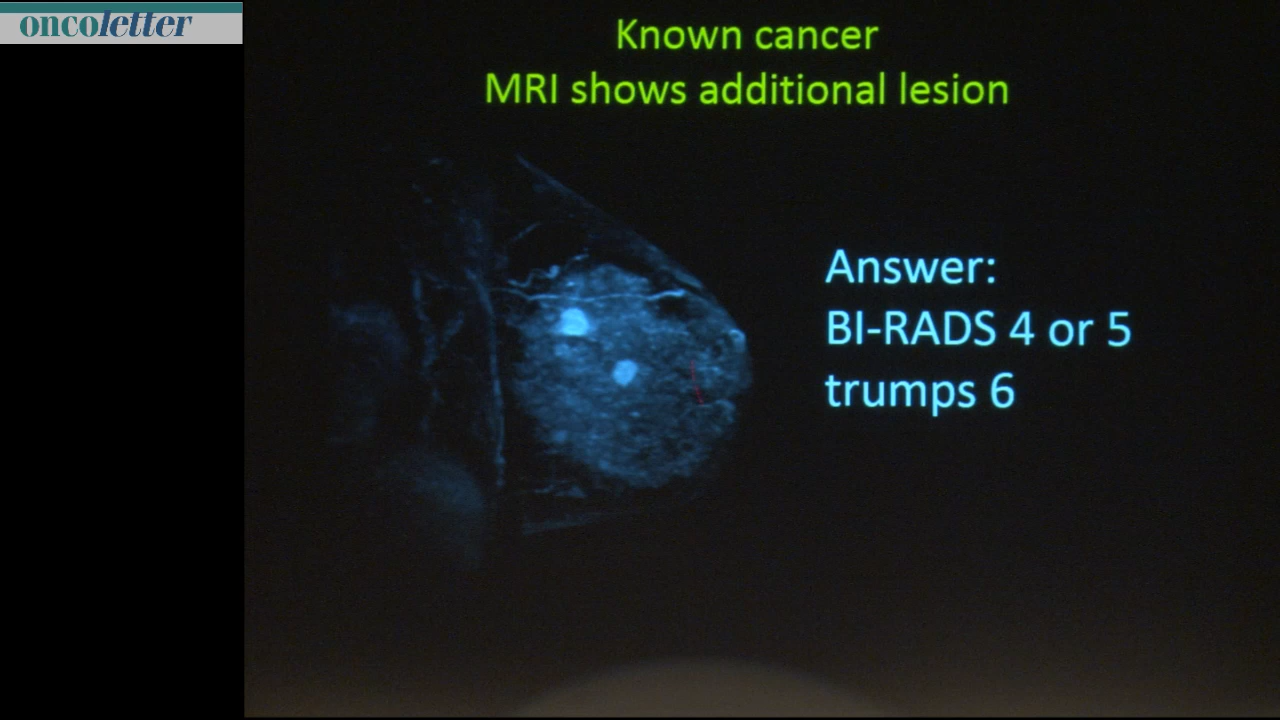 oncoletter
Known cancer
MRI shows additional lesion
Answer:
BI-RADS 4 or 5
trumps 6